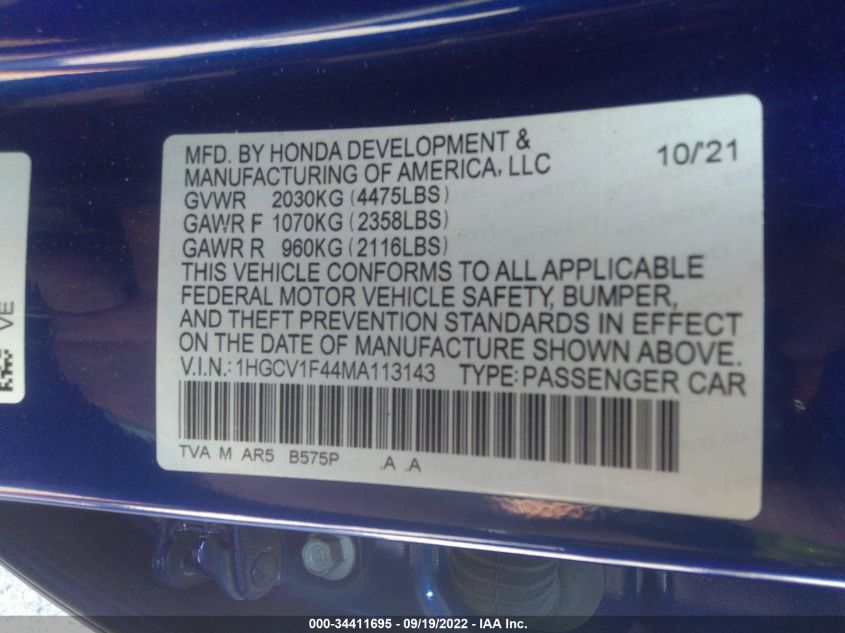 MFD. BY HONDA DEVELOPMENT & 10/'21
MANUFACTURING OF AMERICA, LLC
GVWR 2030KG (4475LBS)
GAWR F 1070KG (2358LBS)
GAWR R 960KG (2116LBS)
THIS VEHICLE CONFORMS TO ALL APPLICABLE
FEDERAL MOTOR VEHICLE SAFETY, BUMPER,
AND THEFT PREVENTION STANDARDS IN EFFECT
ON THE DATE OF MANUFACTURE SHOWN ABOVE.
V.I.N.: 1HGCV1F44MA113143 TYPE: PASSENGER CAR
TVA M AR5 B575P .A .A
VE
000-34411695 - 09/19/2022 - IAA Inc.